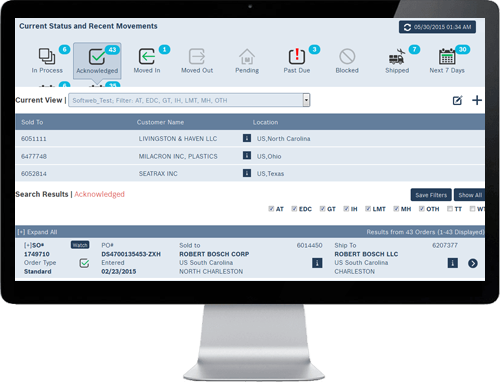 Current Status and Recent Movements
05/30/2015 01:34 AM
6 43 1 3 7 30
In Process Acknowledged Moved In Moved Out Pending Past Due Blocked Shipped Next 7 Days
Current View | Softweb_Test; Filter: AT, EDC, GT, IH, LMT, MH, OTH
Sold To Customer Name Location
6051111 LIVINGSTON & HAVEN LLC i US,North Carolina
6477748 MILACRON INC, PLASTICS i US,Ohio
6052814 SEATRAX INC i US,Texas
Search Results | Acknowledged Save Filters Show All
AT EDC GT IH LMT MH OTH TT
[+] Expand All Results from 43 Orders (1-43 Displayed)
[+]SO# Watch PO# Sold to 6014450 Ship To 6207377
1749710 DS4700135453-ZXH ROBERT BOSCH CORP ROBERT BOSCH LLC
Order Type Entered US South Carolina i US South Carolina i
Standard 02/23/2015 NORTH CHARLESTON CHARLESTON